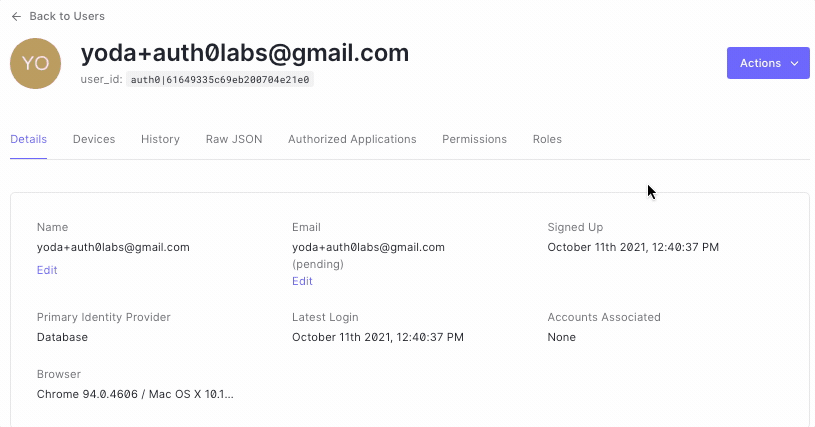 Back to Users
YO
yoda+auth0labs@gmail.com
user_id: auth0|61649335c69eb200704e21e0
Actions
Details Devices History Raw JSON Authorized Applications Permissions Roles
Name Email Signed Up
yoda+auth0labs@gmail.com yoda+auth0labs@gmail.com October 11th 2021, 12:40:37 PM
(pending)
Edit Edit
Primary Identity Provider Latest Login Accounts Associated
Database October 11th 2021, 12:40:37 PM None
Browser
Chrome 94.0.4606 / Mac OS X 10.1...